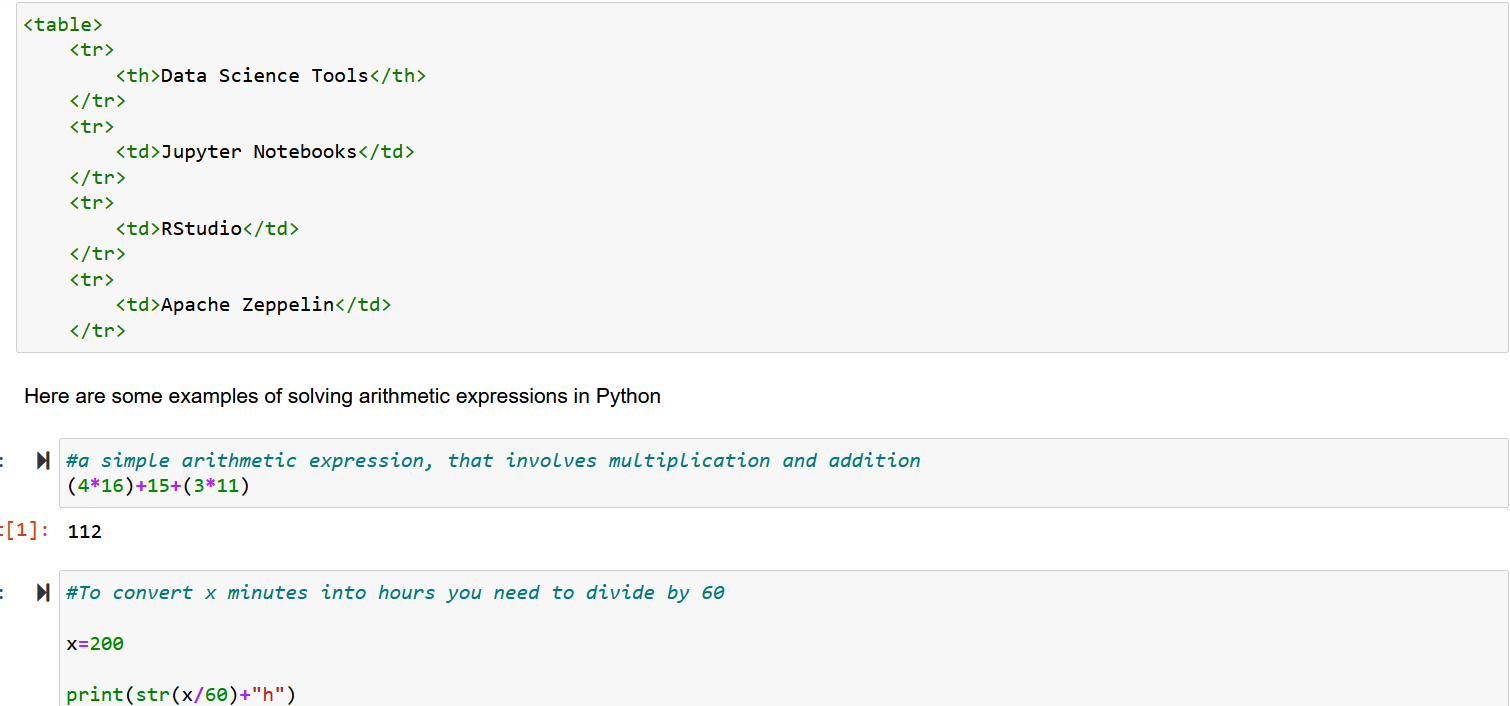 <table>
    <tr>
        <th>Data Science Tools</th>
    </tr>
    <tr>
        <td>Jupyter Notebooks</td>
    </tr>
    <tr>
        <td>RStudio</td>
    </tr>
    <tr>
        <td>Apache Zeppelin</td>
    </tr>
Here are some examples of solving arithmetic expressions in Python
: #a simple arithmetic expression, that involves multiplication and addition
(4*16)+15+(3*11)
t[1]: 112
: #To convert x minutes into hours you need to divide by 60
x=200
print(str(x/60)+"h")